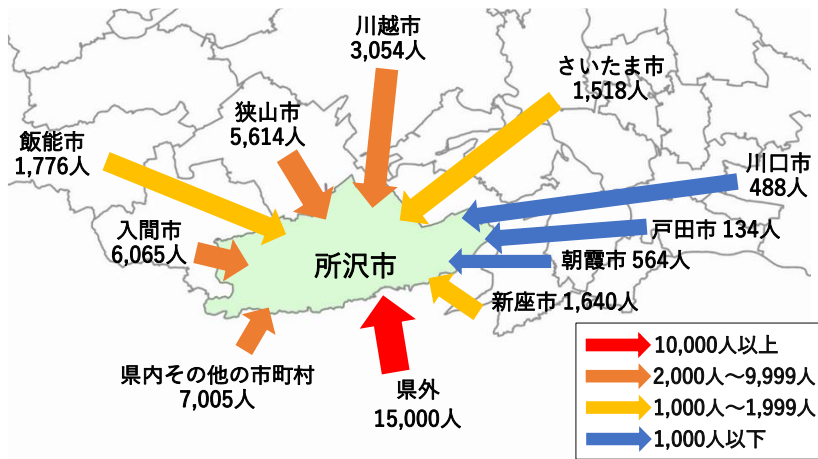 川越市
3,054人
さいたま市
1,518人
狭山市
5,614人
飯能市
1,776人
川口市
488人
入間市
6,065人
戸田市 134人
所沢市
朝霞市 564人
新座市 1,640人
県内その他の市町村
7,005人
県外
15,000人
10,000人以上
2,000人～9,999人
1,000人～1,999人
1,000人以下